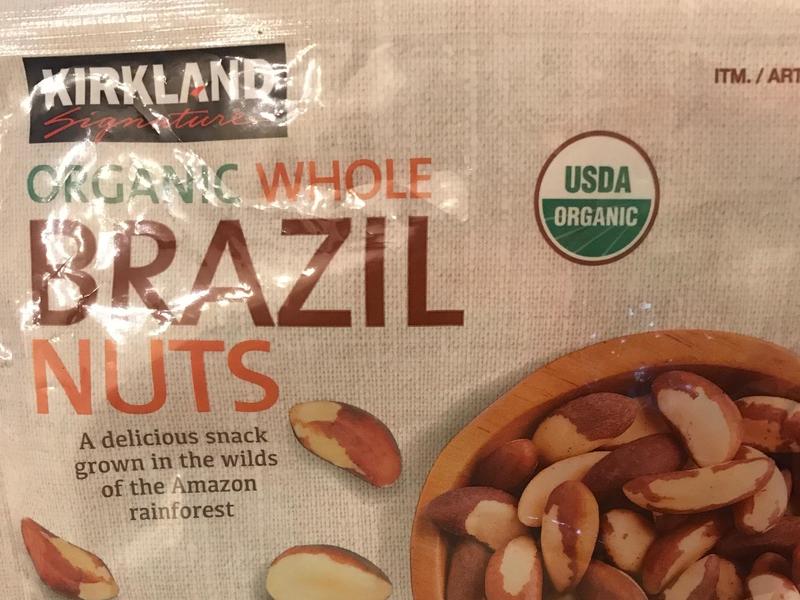 KIRKLAND
Signature
ITM. / ART
ORGANIC WHOLE
BRAZIL
NUTS
USDA
ORGANIC
A delicious snack
grown in the wilds
of the Amazon
rainforest